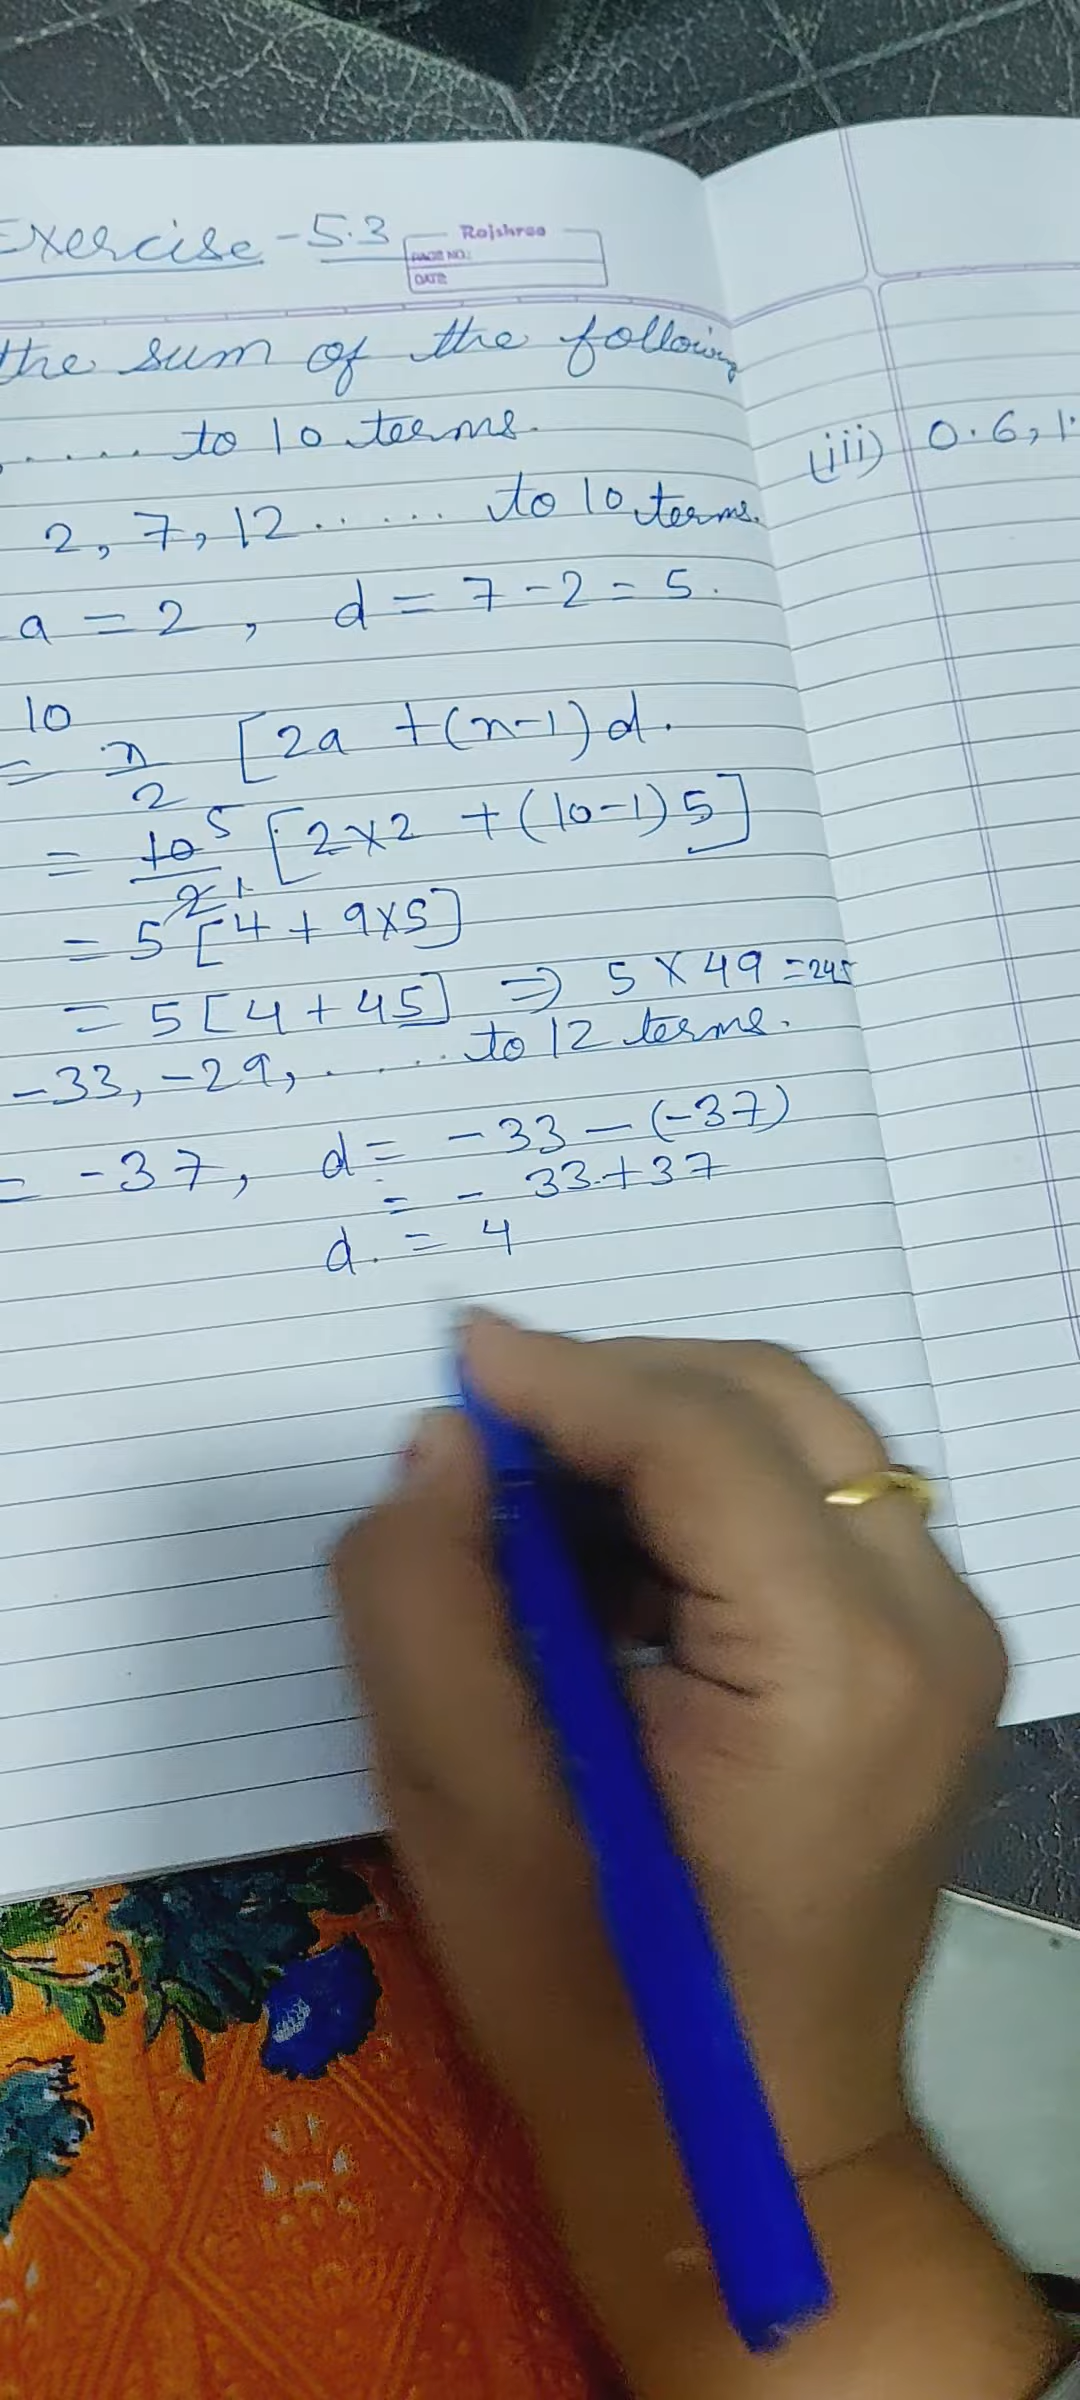 Exercise - 5.3
Rajshree
PAGE NO.:
DATE:
the sum of the following
, ..... to 10 terms.
2, 7, 12 ...... to 10 terms.
a = 2 , d = 7 - 2 = 5.
10
= n/2 [2a + (n-1) d.
= 10/2 5 1 [2×2 + (10-1) 5]
= 5 [4 + 9×5]
= 5 [4 + 45] ⇒ 5 × 49 = 245
-33, -29, ..... to 12 terms.
= -37, d = -33 - (-37)
= - 33 + 37
d = 4
(iii) 0.6, 1.